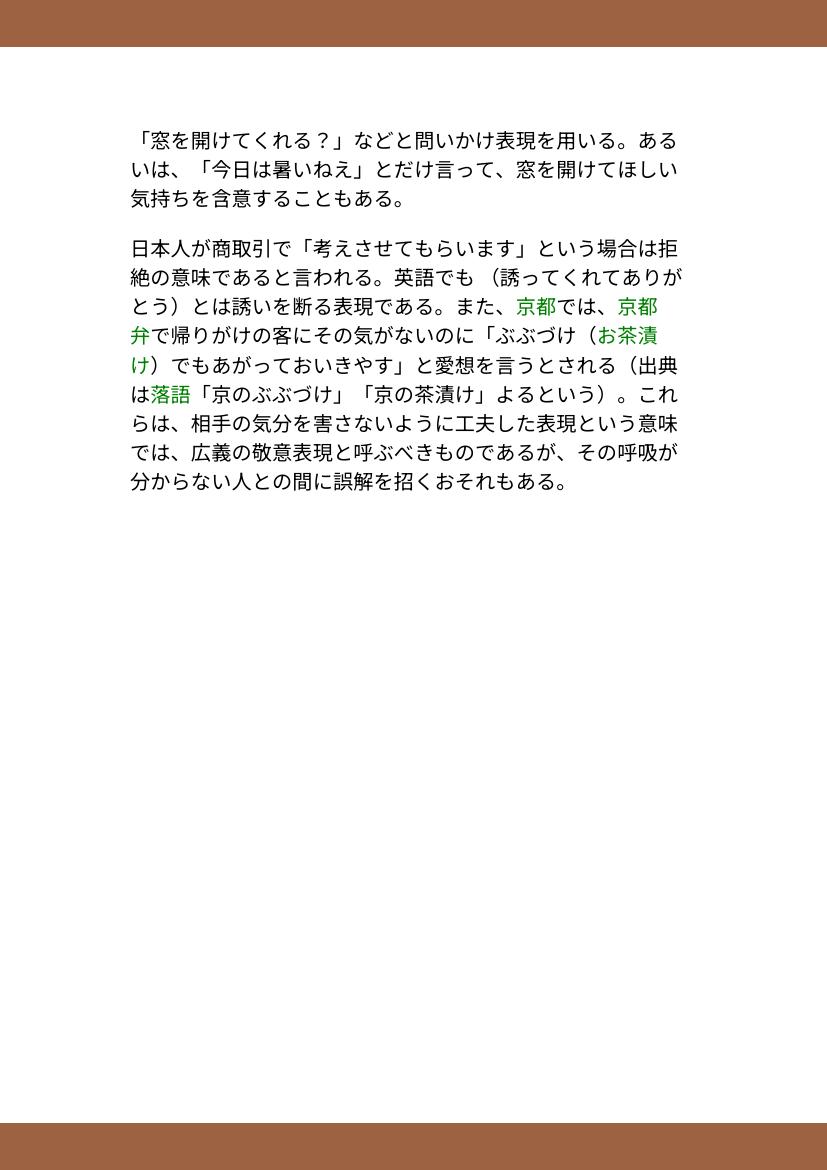 「窓を開けてくれる？」などと問いかけ表現を用いる。ある
いは、「今日は暑いねえ」とだけ言って、窓を開けてほしい
気持ちを含意することもある。
日本人が商取引で「考えさせてもらいます」という場合は拒
絶の意味であると言われる。英語でも （誘ってくれてありが
とう）とは誘いを断る表現である。また、京都では、京都
弁で帰りがけの客にその気がないのに「ぶぶづけ（お茶漬
け）でもあがっておいきやす」と愛想を言うとされる（出典
は落語「京のぶぶづけ」「京の茶漬け」よるという）。これ
らは、相手の気分を害さないように工夫した表現という意味
では、広義の敬意表現と呼ぶべきものであるが、その呼吸が
分からない人との間に誤解を招くおそれもある。